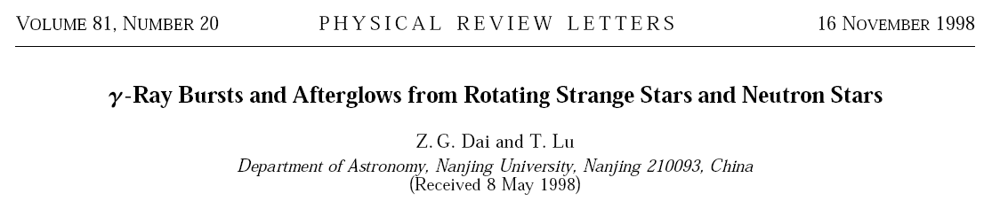 VOLUME 81, NUMBER 20 PHYSICAL REVIEW LETTERS 16 NOVEMBER 1998
γ-Ray Bursts and Afterglows from Rotating Strange Stars and Neutron Stars
Z. G. Dai and T. Lu
Department of Astronomy, Nanjing University, Nanjing 210093, China
(Received 8 May 1998)